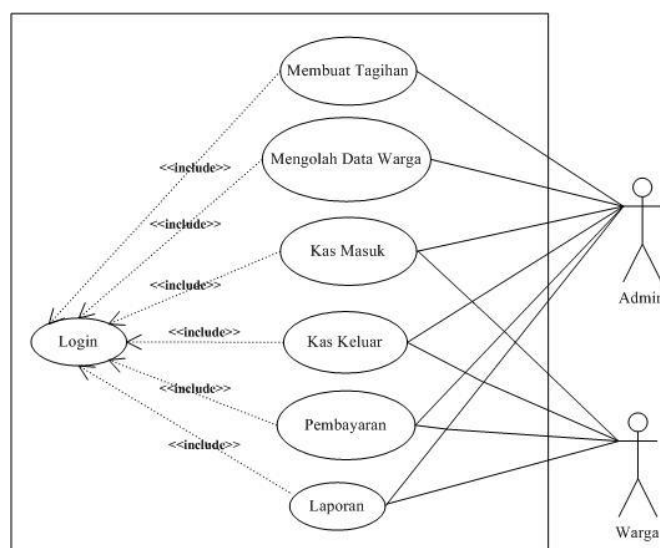 Membuat Tagihan
<<include>>
Mengolah Data Warga
<<include>>
Kas Masuk
<<include>>
Admin
Login
<<include>>
Kas Keluar
<<include>>
Pembayaran
<<include>>
Laporan
Warga